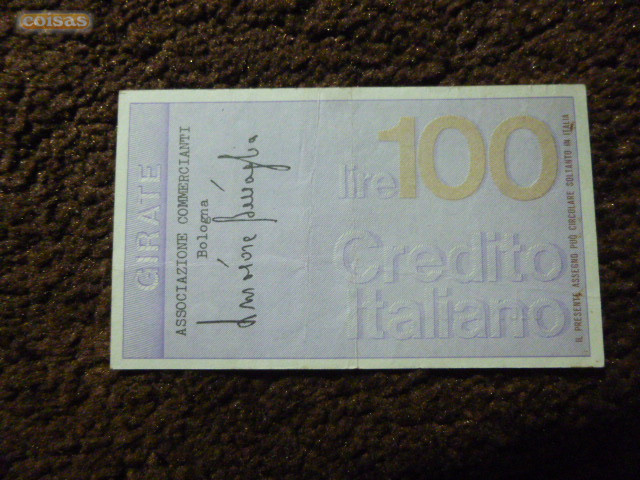 coisas
GIRATE
ASSOCIAZIONE COMMERCIANTI
Bologna
lire 100
Credito
Italiano
IL PRESENTE ASSEGNO PUÒ CIRCOLARE SOLTANTO IN ITALIA